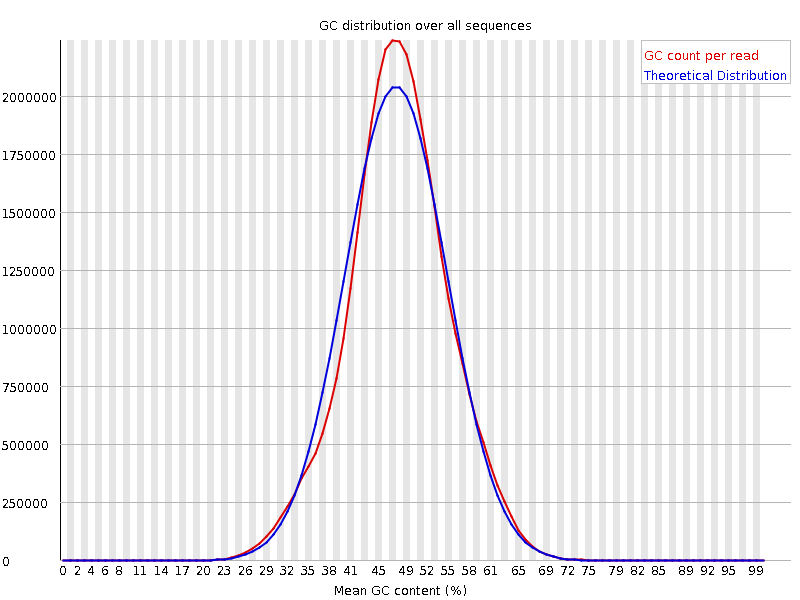 GC distribution over all sequences
GC count per read
Theoretical Distribution
2000000
1750000
1500000
1250000
1000000
750000
500000
250000
0
0 2 4 6 8 11 14 17 20 23 26 29 32 35 38 41 45 49 52 55 58 61 65 69 72 75 79 82 85 89 92 95 99
Mean GC content (%)